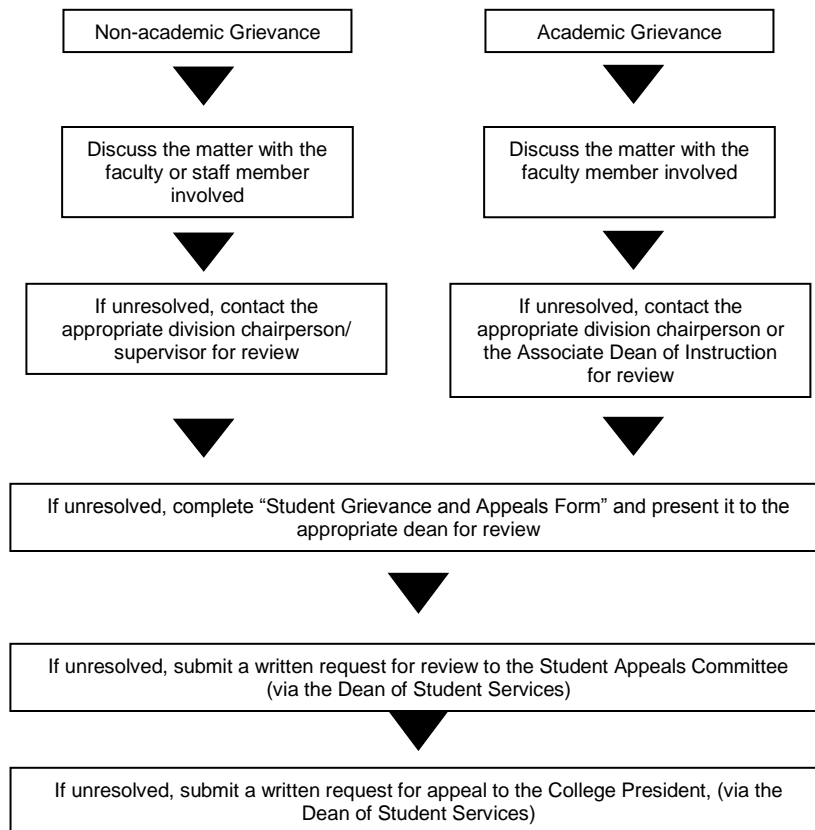 Non-academic Grievance
Academic Grievance
Discuss the matter with the
faculty or staff member
involved
Discuss the matter with the
faculty member involved
If unresolved, contact the
appropriate division chairperson/
supervisor for review
If unresolved, contact the
appropriate division chairperson or
the Associate Dean of Instruction
for review
If unresolved, complete “Student Grievance and Appeals Form” and present it to the
appropriate dean for review
If unresolved, submit a written request for review to the Student Appeals Committee
(via the Dean of Student Services)
If unresolved, submit a written request for appeal to the College President, (via the
Dean of Student Services)